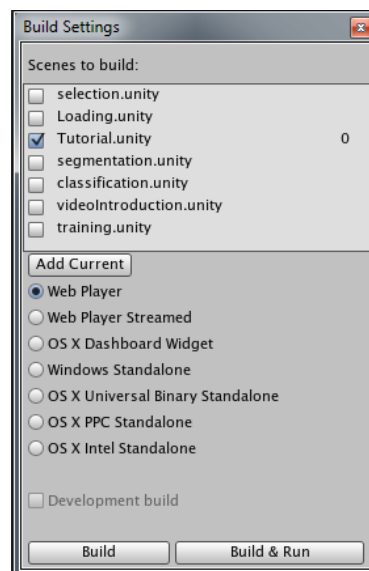 Build Settings
Scenes to build:
selection.unity
Loading.unity
Tutorial.unity 0
segmentation.unity
classification.unity
videoIntroduction.unity
training.unity
Add Current
Web Player
Web Player Streamed
OS X Dashboard Widget
Windows Standalone
OS X Universal Binary Standalone
OS X PPC Standalone
OS X Intel Standalone
Development build
Build Build & Run